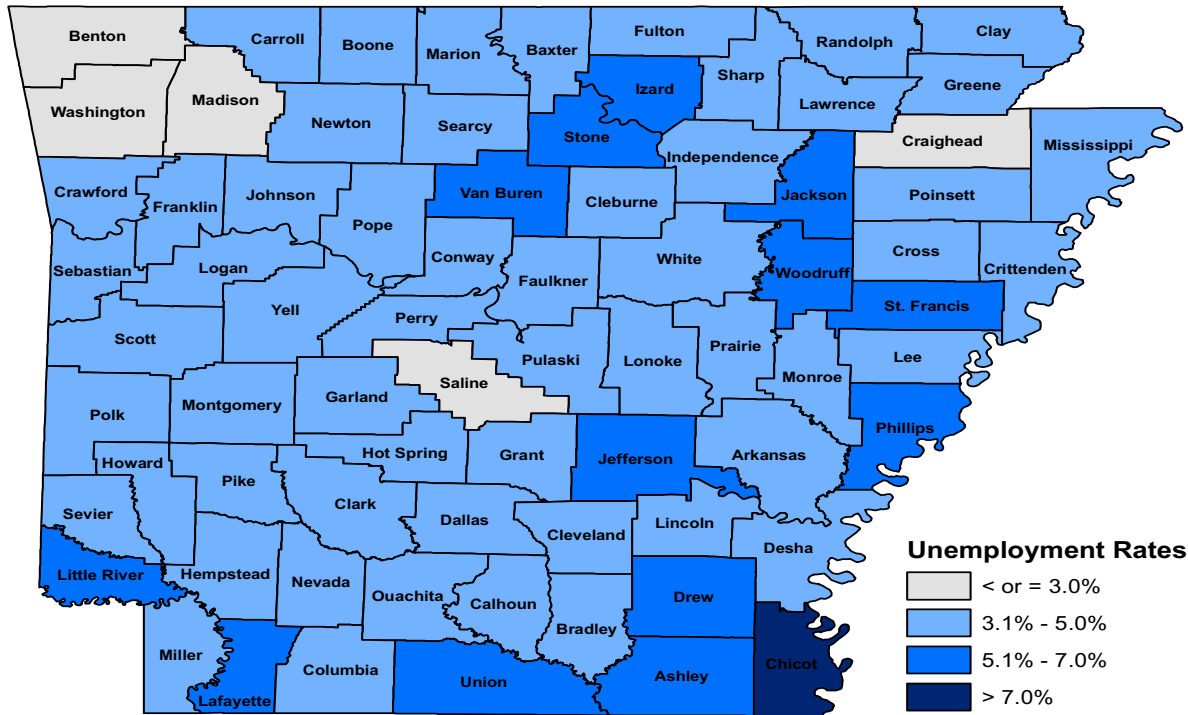 Benton
Carroll
Boone
Marion
Baxter
Fulton
Randolph
Clay
Washington
Madison
Newton
Searcy
Stone
Izard
Sharp
Lawrence
Greene
Craighead
Mississippi
Crawford
Franklin
Johnson
Pope
Van Buren
Cleburne
Independence
Jackson
Poinsett
Sebastian
Logan
Conway
Faulkner
White
Woodruff
Cross
Crittenden
Scott
Yell
Perry
Pulaski
Lonoke
Prairie
Monroe
St. Francis
Lee
Polk
Montgomery
Garland
Saline
Phillips
Howard
Pike
Hot Spring
Grant
Jefferson
Arkansas
Sevier
Clark
Dallas
Cleveland
Lincoln
Desha
Little River
Hempstead
Nevada
Ouachita
Calhoun
Bradley
Drew
Miller
Lafayette
Columbia
Union
Ashley
Chicot
Unemployment Rates
< or = 3.0%
3.1% - 5.0%
5.1% - 7.0%
> 7.0%